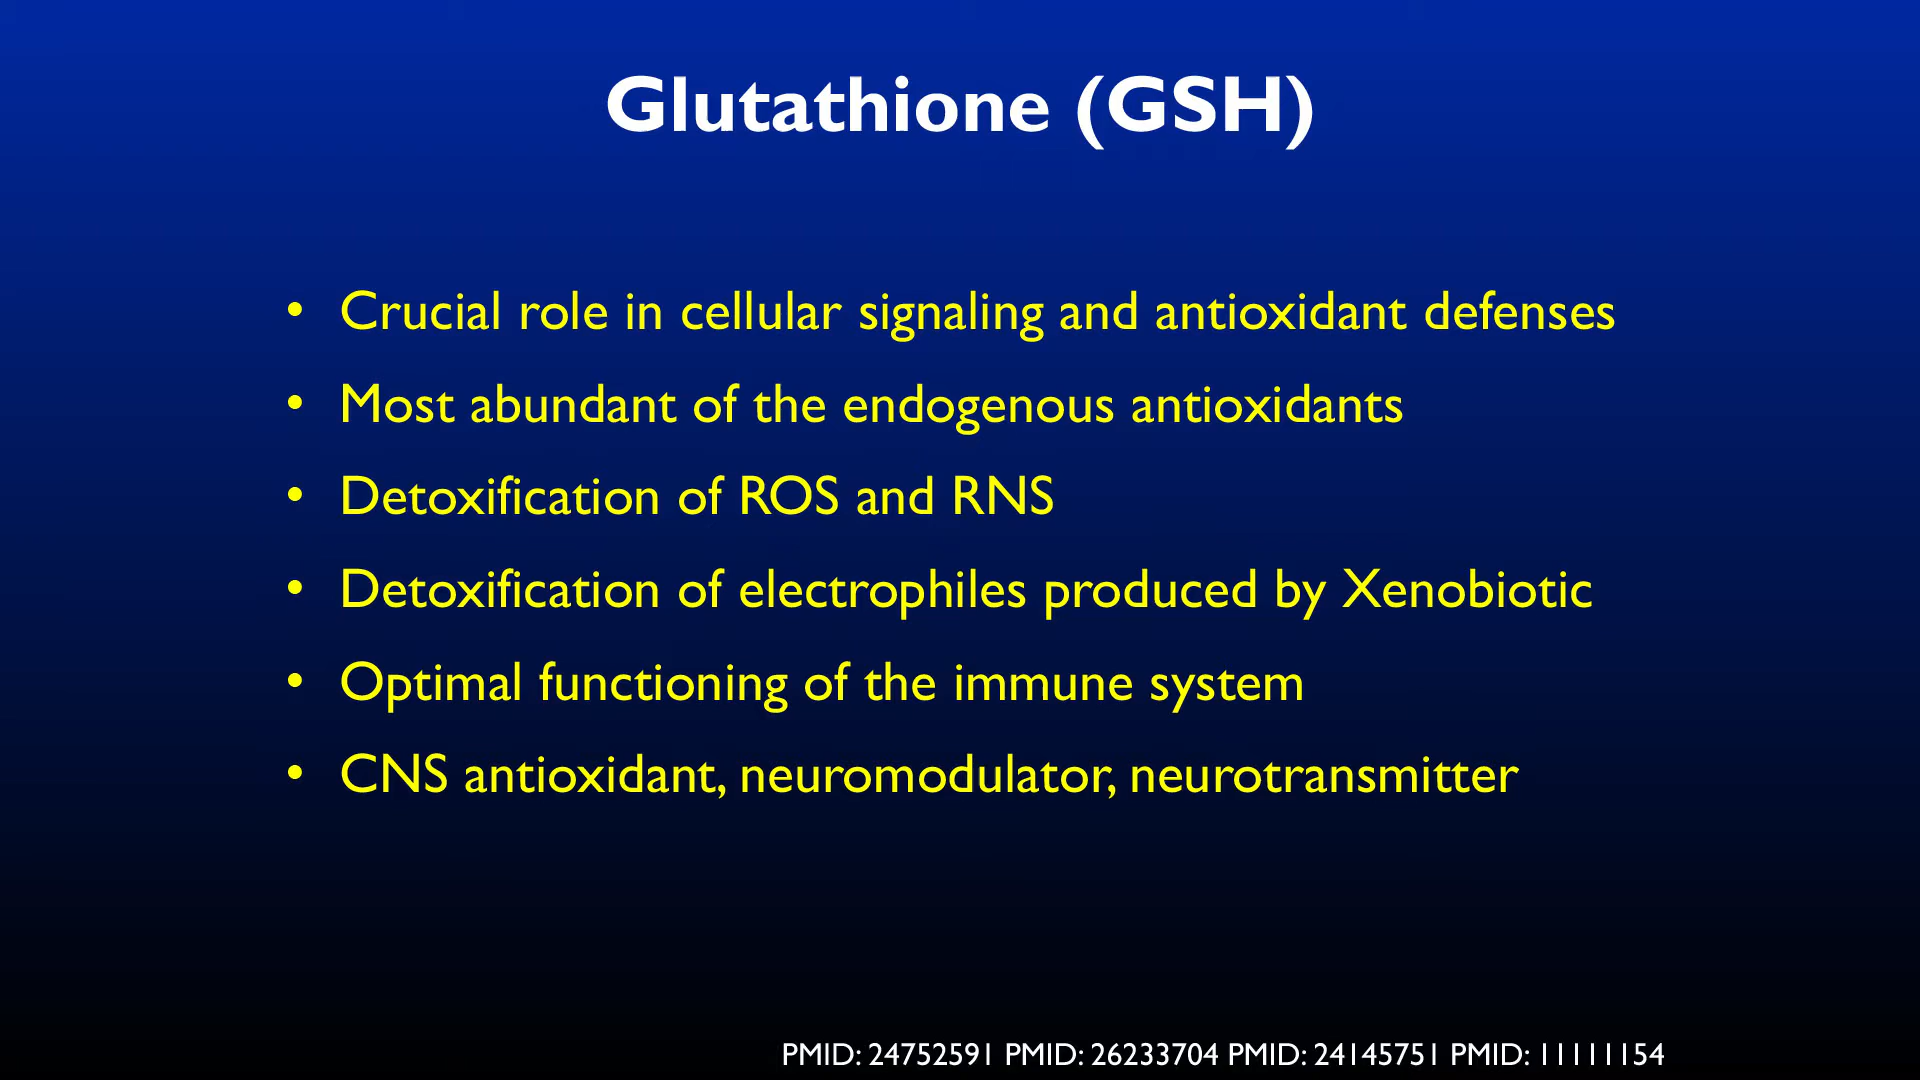 Glutathione (GSH)
• Crucial role in cellular signaling and antioxidant defenses
• Most abundant of the endogenous antioxidants
• Detoxification of ROS and RNS
• Detoxification of electrophiles produced by Xenobiotic
• Optimal functioning of the immune system
• CNS antioxidant, neuromodulator, neurotransmitter
PMID: 24752591 PMID: 26233704 PMID: 24145751 PMID: 11111154